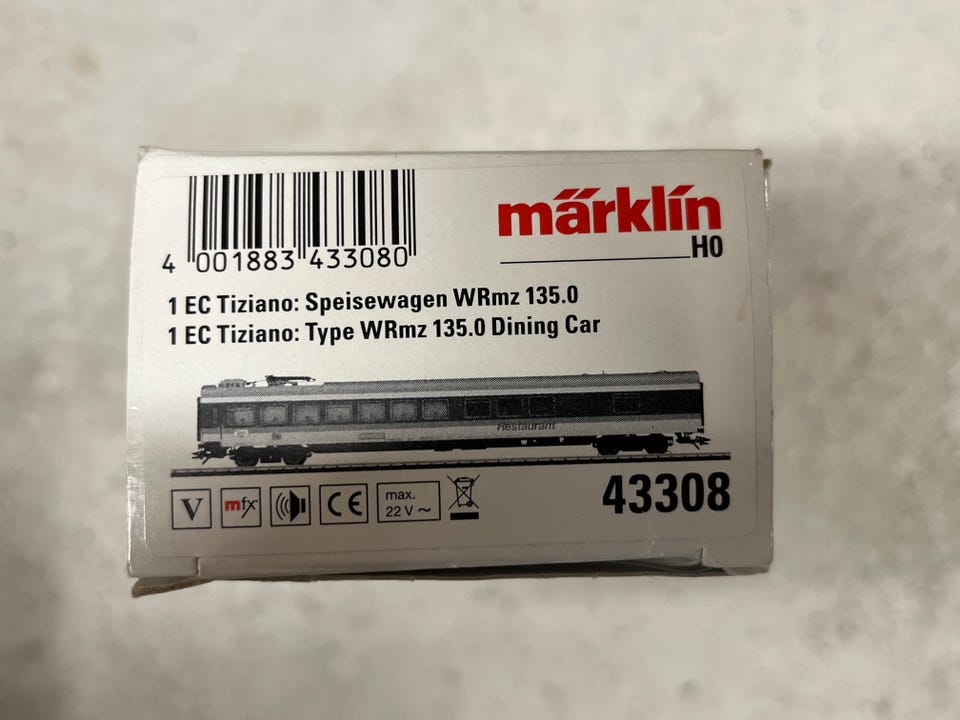 märklín
H0
4 001883 433080
1 EC Tiziano: Speisewagen WRmz 135.0
1 EC Tiziano: Type WRmz 135.0 Dining Car
Restaurant
V mfx CE max. 22 V ~
43308